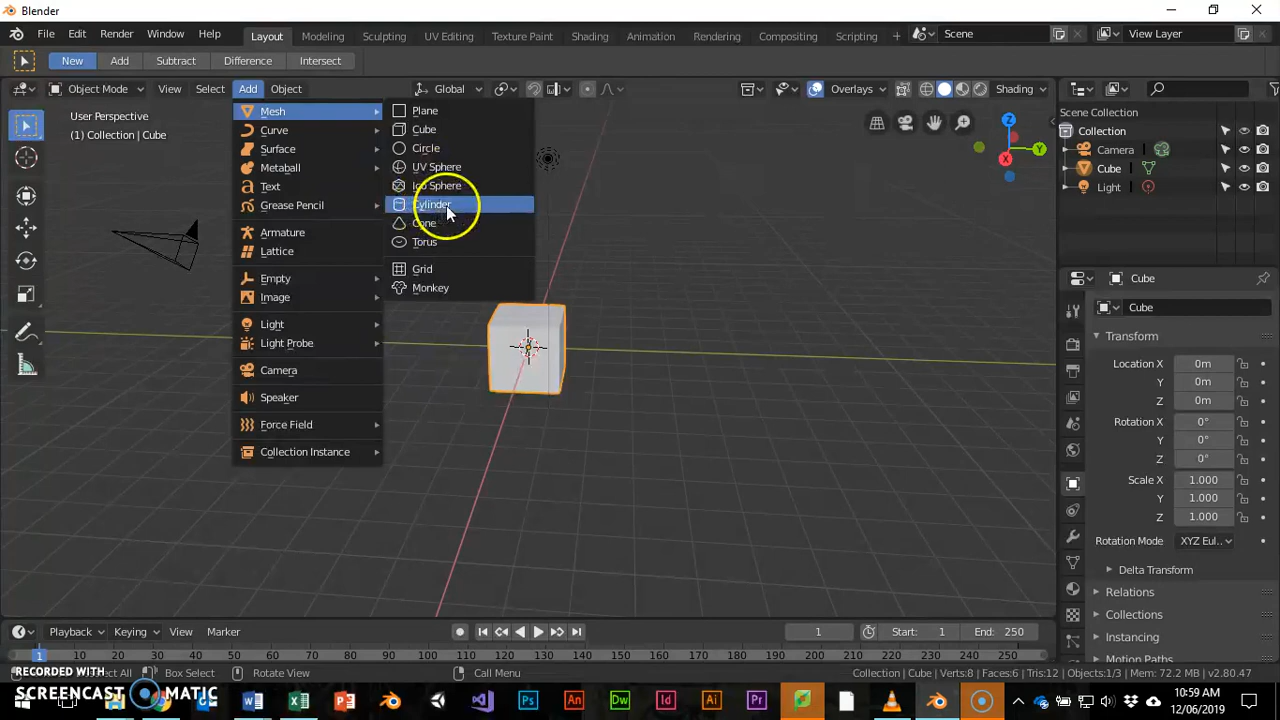 Blender
File Edit Render Window Help Layout Modeling Sculpting UV Editing Texture Paint Shading Animation Rendering Compositing Scripting Scene View Layer
New Add Subtract Difference Intersect
Object Mode View Select Add Object Global Overlays Shading
User Perspective
(1) Collection | Cube
Mesh
Curve
Surface
Metaball
Text
Grease Pencil
Armature
Lattice
Empty
Image
Light
Light Probe
Camera
Speaker
Force Field
Collection Instance
Plane
Cube
Circle
UV Sphere
Ico Sphere
Cylinder
Cone
Torus
Grid
Monkey
Z
Y
X
Scene Collection
Collection
Camera
Cube
Light
Cube
Cube
Transform
Location X 0m
Y 0m
Z 0m
Rotation X 0°
Y 0°
Z 0°
Scale X 1.000
Y 1.000
Z 1.000
Rotation Mode XYZ Eul..
Delta Transform
Relations
Collections
Instancing
Motion Paths
Playback Keying View Marker 1 Start: 1 End: 250
1 10 20 30 40 50 60 70 80 90 100 110 120 130 140 150 160 170 180 190 200 210 220 230 240 250
Box Select Rotate View Call Menu Collection | Cube | Verts:8 | Faces:6 | Tris:12 | Objects:1/3 | Mem: 72.2 MB | v2.80.47
RECORDED WITH
SCREENCAST MATIC
Ps An Dw Id Ai Pr
10:59 AM
12/06/2019